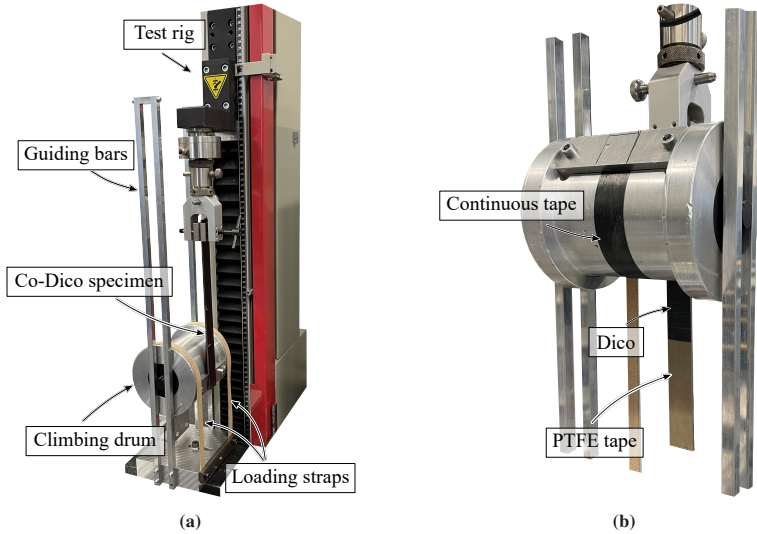 Test rig
Guiding bars
Co-Dico specimen
Climbing drum
Loading straps
(a)
Continuous tape
Dico
PTFE tape
(b)